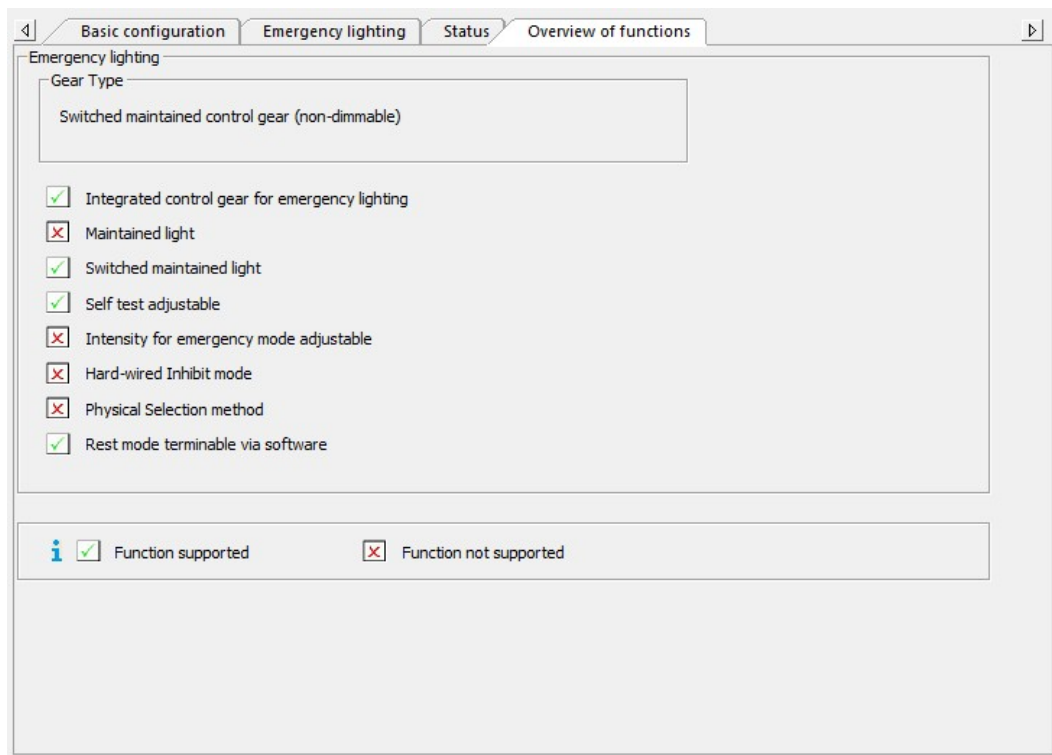 Basic configuration Emergency lighting Status Overview of functions
Emergency lighting
Gear Type
Switched maintained control gear (non-dimmable)
Integrated control gear for emergency lighting
Maintained light
Switched maintained light
Self test adjustable
Intensity for emergency mode adjustable
Hard-wired Inhibit mode
Physical Selection method
Rest mode terminable via software
Function supported Function not supported